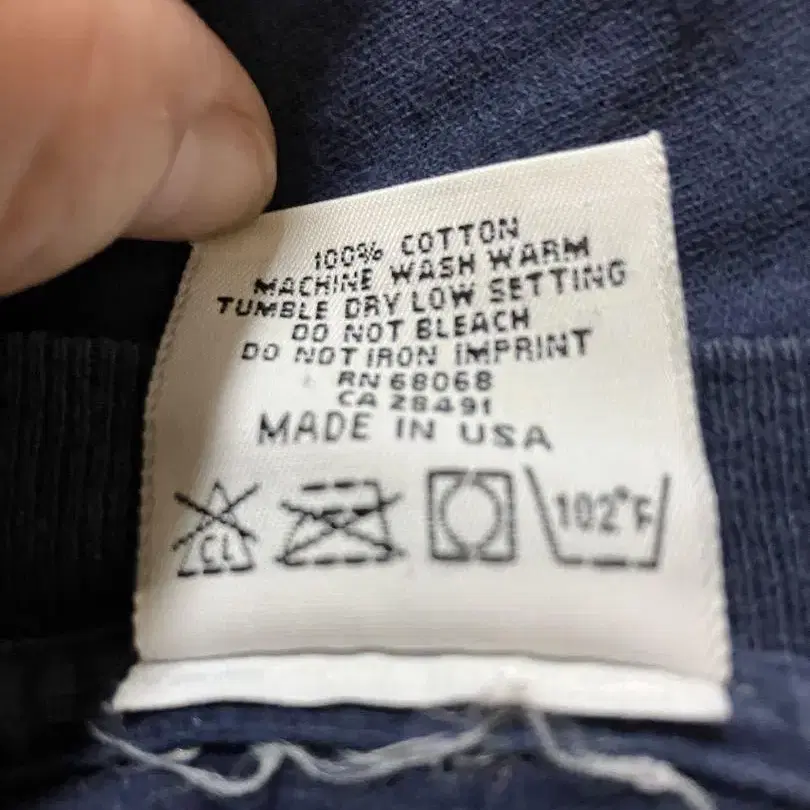 100% COTTON
MACHINE WASH WARM
TUMBLE DRY LOW SETTING
DO NOT BLEACH
DO NOT IRON IMPRINT
RN 68068
CA 28491
MADE IN USA
CL 102°F